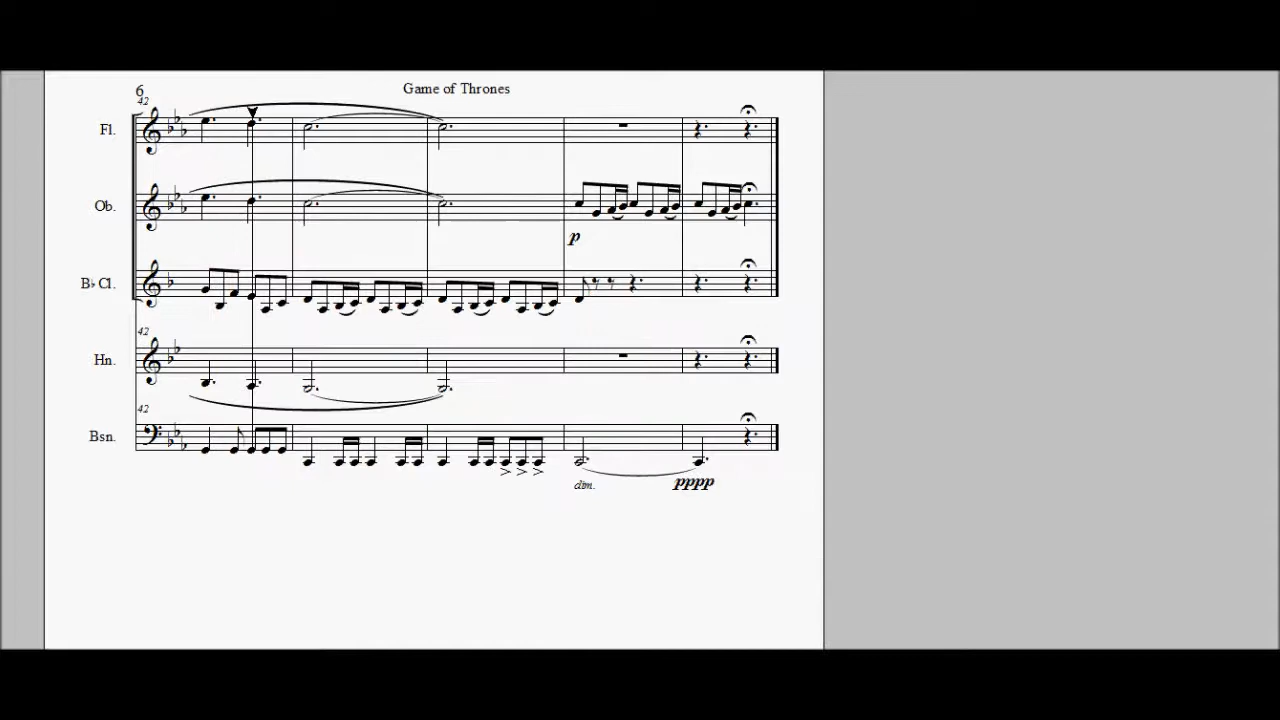 6
Game of Thrones
42
Fl.
Ob.
p
B♭ Cl.
42
Hn.
42
Bsn.
dim.
pppp